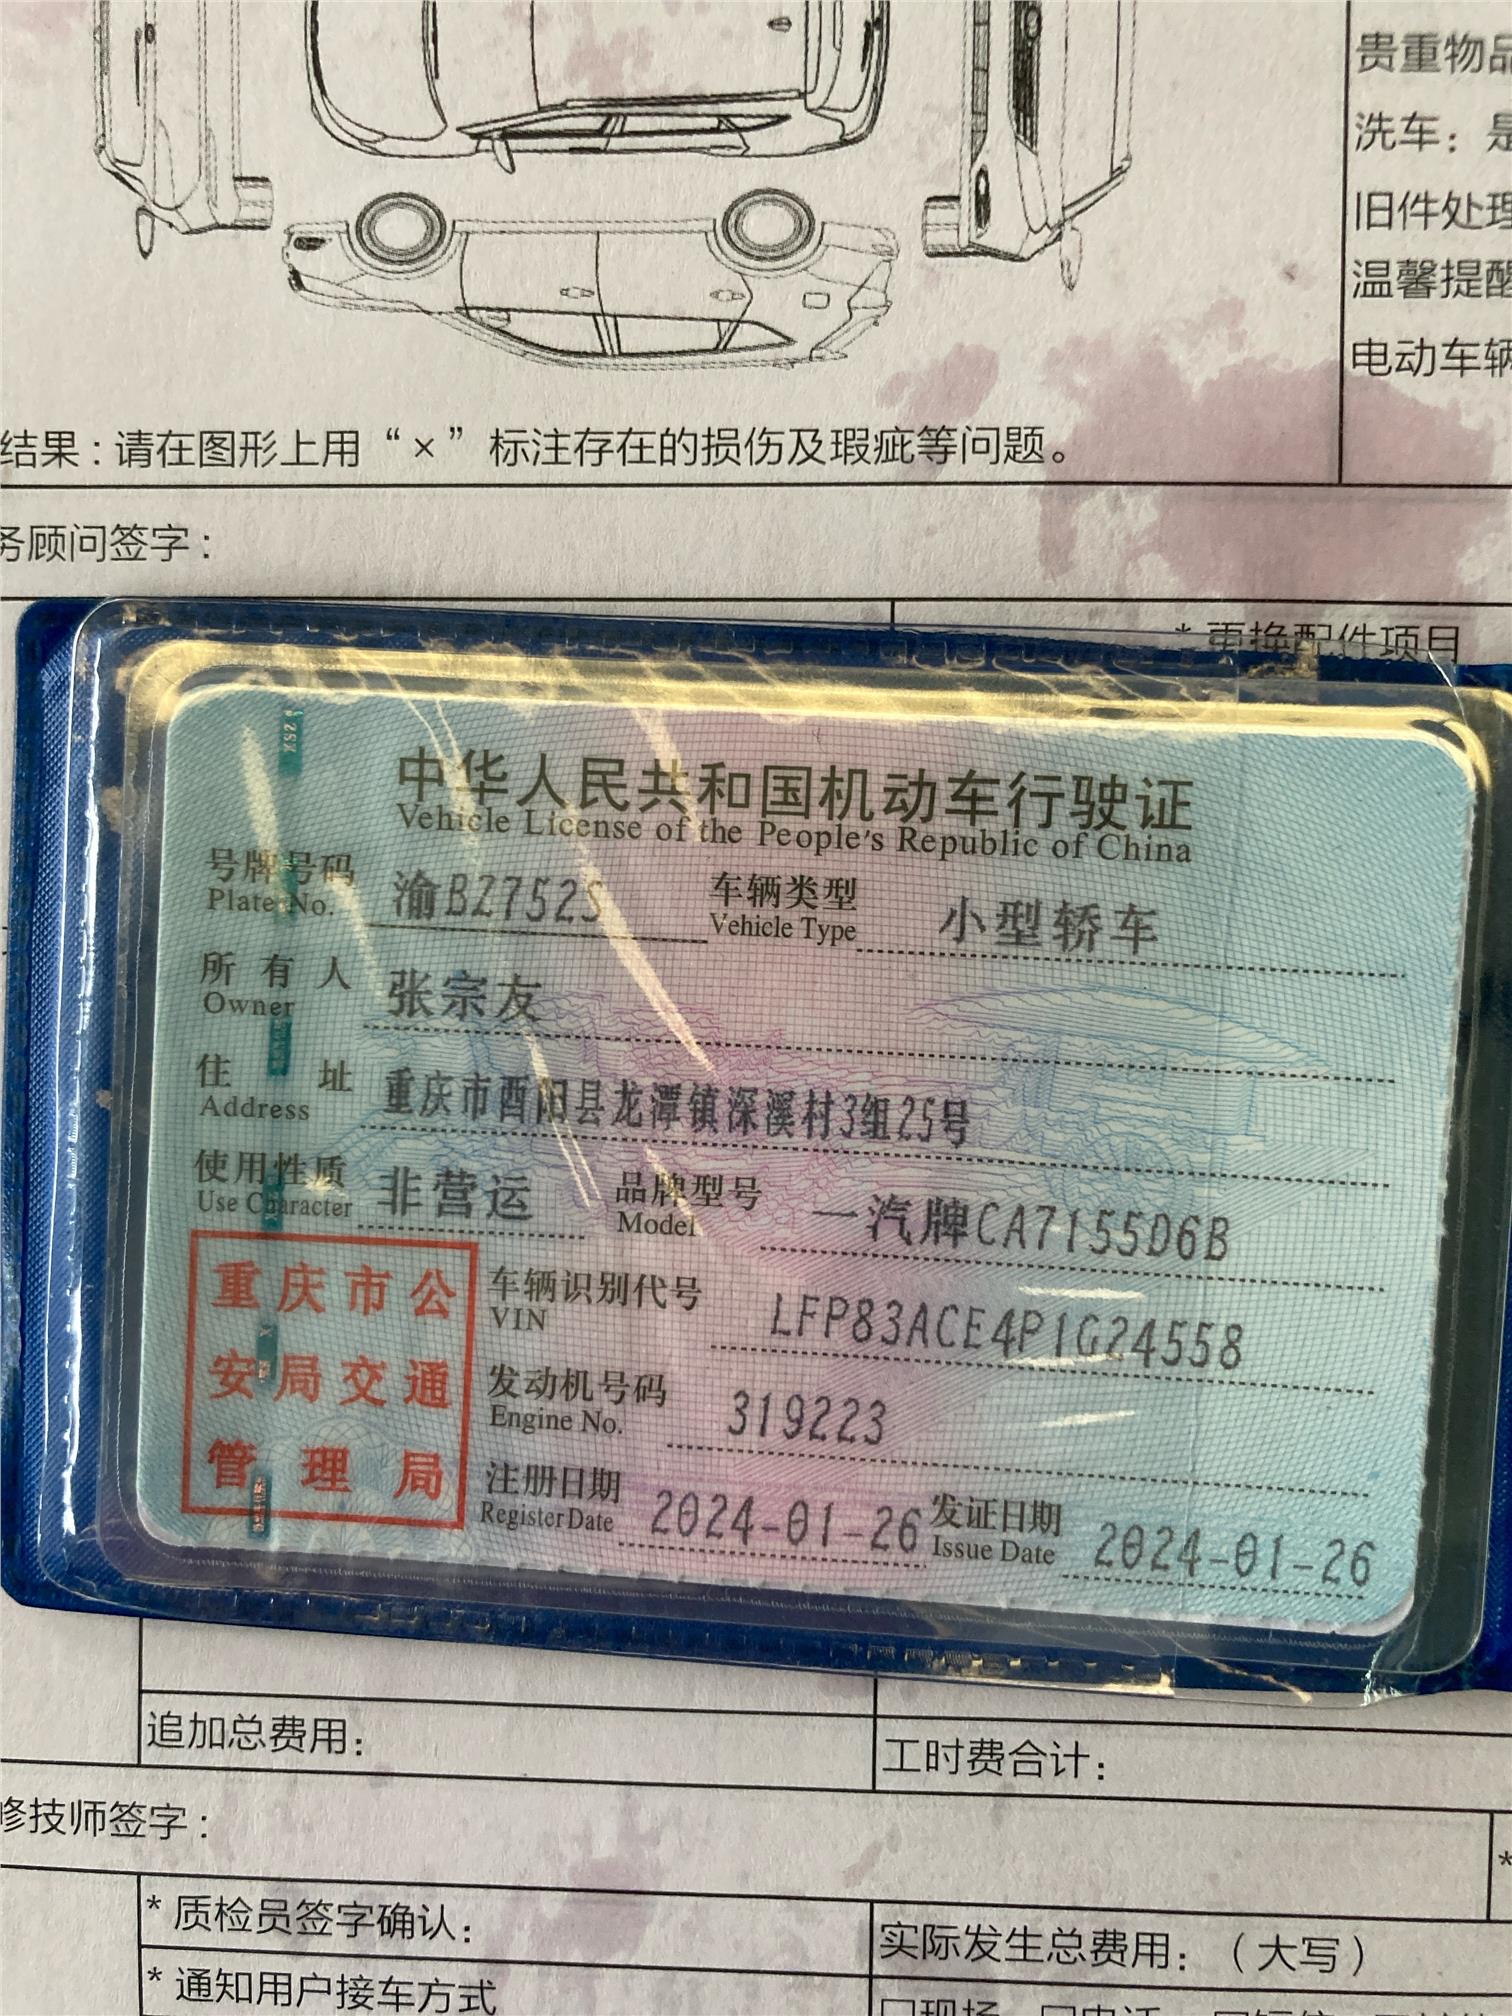 贵重物品
洗车：是
旧件处理
温馨提醒
电动车辆
结果：请在图形上用“×”标注存在的损伤及瑕疵等问题。
务顾问签字：
* 更换配件项目
中华人民共和国机动车行驶证
Vehicle License of the People's Republic of China
号牌号码 渝BZ752S 车辆类型 小型轿车
Plate No. Vehicle Type
所有人 张宗友
Owner
住址 重庆市酉阳县龙潭镇深溪村3组25号
Address
使用性质 非营运 品牌型号 一汽牌CA7155D6B
Use Character Model
重庆市公
安局交通
管理局
车辆识别代号 LFP83ACE4P1G24558
VIN
发动机号码 319223
Engine No.
注册日期 2024-01-26 发证日期 2024-01-26
Register Date Issue Date
追加总费用：
工时费合计：
修技师签字：
* 质检员签字确认：
实际发生总费用：（大写）
* 通知用户接车方式
□现场 □电话